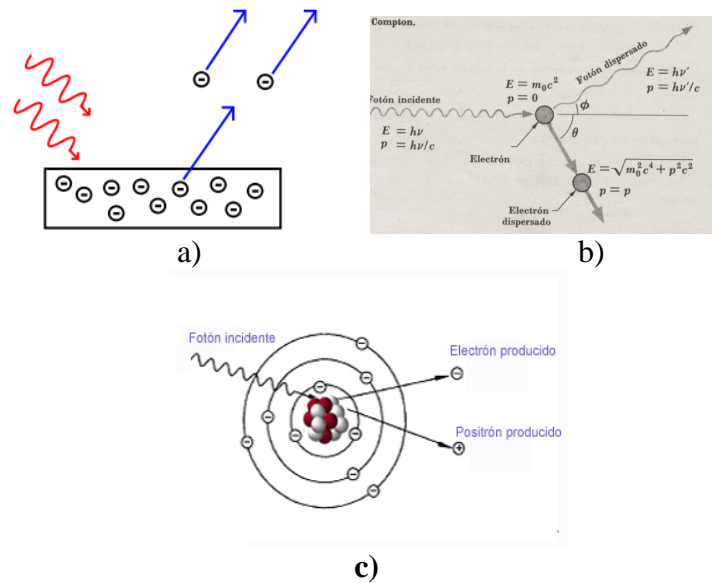 a)
Compton.
Fotón incidente
E = hν
p = hν/c
E = m₀c²
p = 0
Electrón
Fotón dispersado
E = hν′
p = hν′/c
ϕ
θ
E = √m₀²c⁴ + p²c²
p = p
Electrón
dispersado
b)
Fotón incidente
Electrón producido
Positrón producido
c)